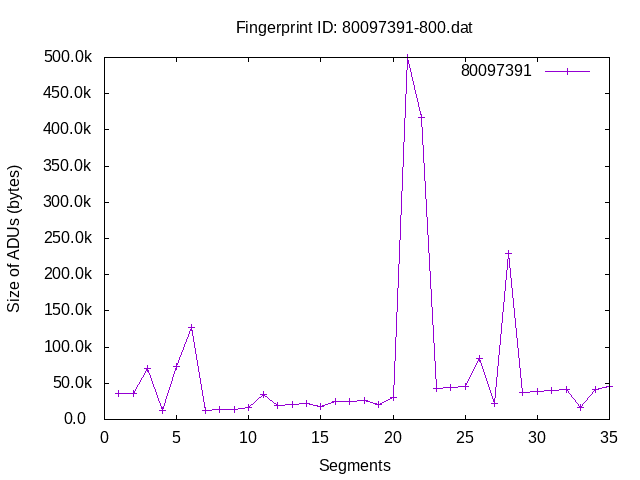 Fingerprint ID: 80097391-800.dat
500.0k
80097391
450.0k
400.0k
350.0k
300.0k
250.0k
200.0k
150.0k
100.0k
50.0k
0.0
Size of ADUs (bytes)
0 5 10 15 20 25 30 35
Segments